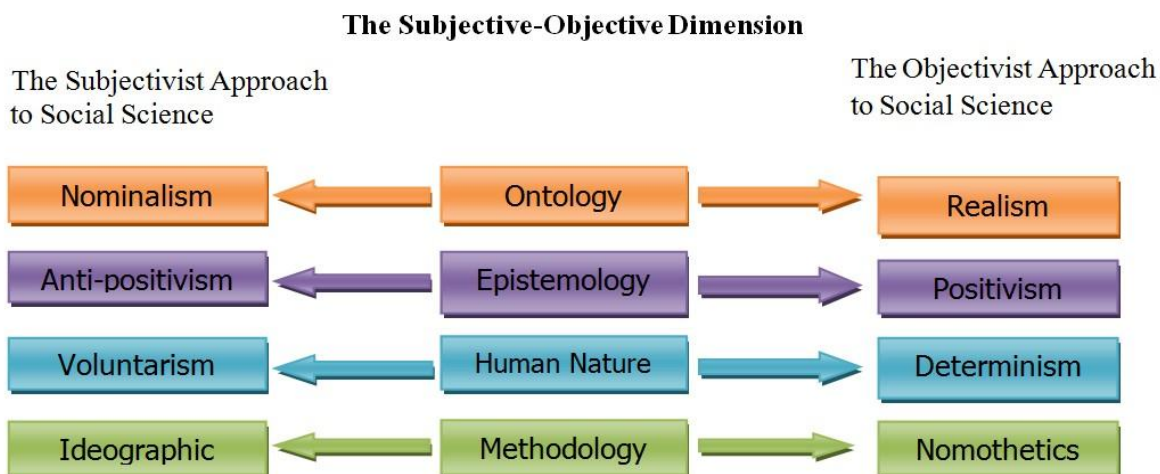 The Subjective-Objective Dimension
The Subjectivist Approach
to Social Science
The Objectivist Approach
to Social Science
Nominalism
Ontology
Realism
Anti-positivism
Epistemology
Positivism
Voluntarism
Human Nature
Determinism
Ideographic
Methodology
Nomothetics